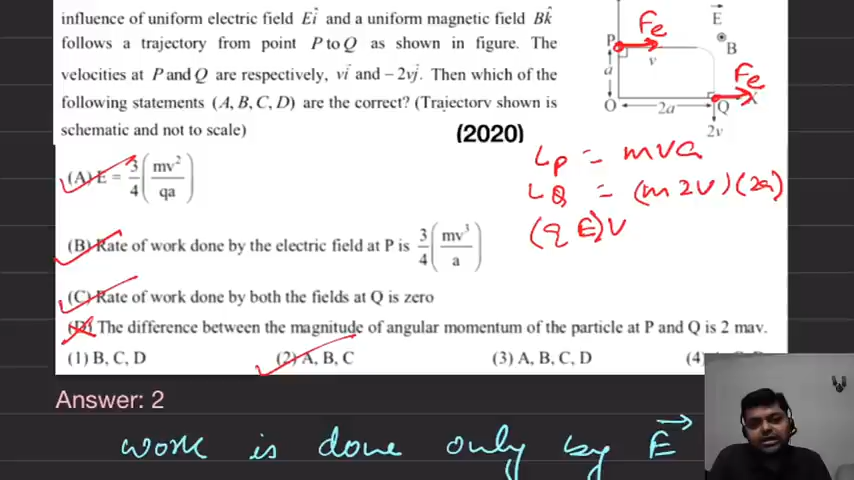 influence of uniform electric field Eî and a uniform magnetic field Bk̂
follows a trajectory from point P to Q as shown in figure. The
velocities at P and Q are respectively, vî and −2vĵ. Then which of the
following statements (A, B, C, D) are the correct? (Trajectory shown is
schematic and not to scale)
(2020)
Fe
E⃗
P
B
v
a
Fe
O
2a
Q
X
2v
L_P = mva
L_Q = (m2v)(2a)
(qE)v
(A) E = 3/4 (mv²/qa)
(B) Rate of work done by the electric field at P is 3/4 (mv³/a)
(C) Rate of work done by both the fields at Q is zero
(D) The difference between the magnitude of angular momentum of the particle at P and Q is 2 mav.
(1) B, C, D (2) A, B, C (3) A, B, C, D (4)
Answer: 2
work is done only by E⃗